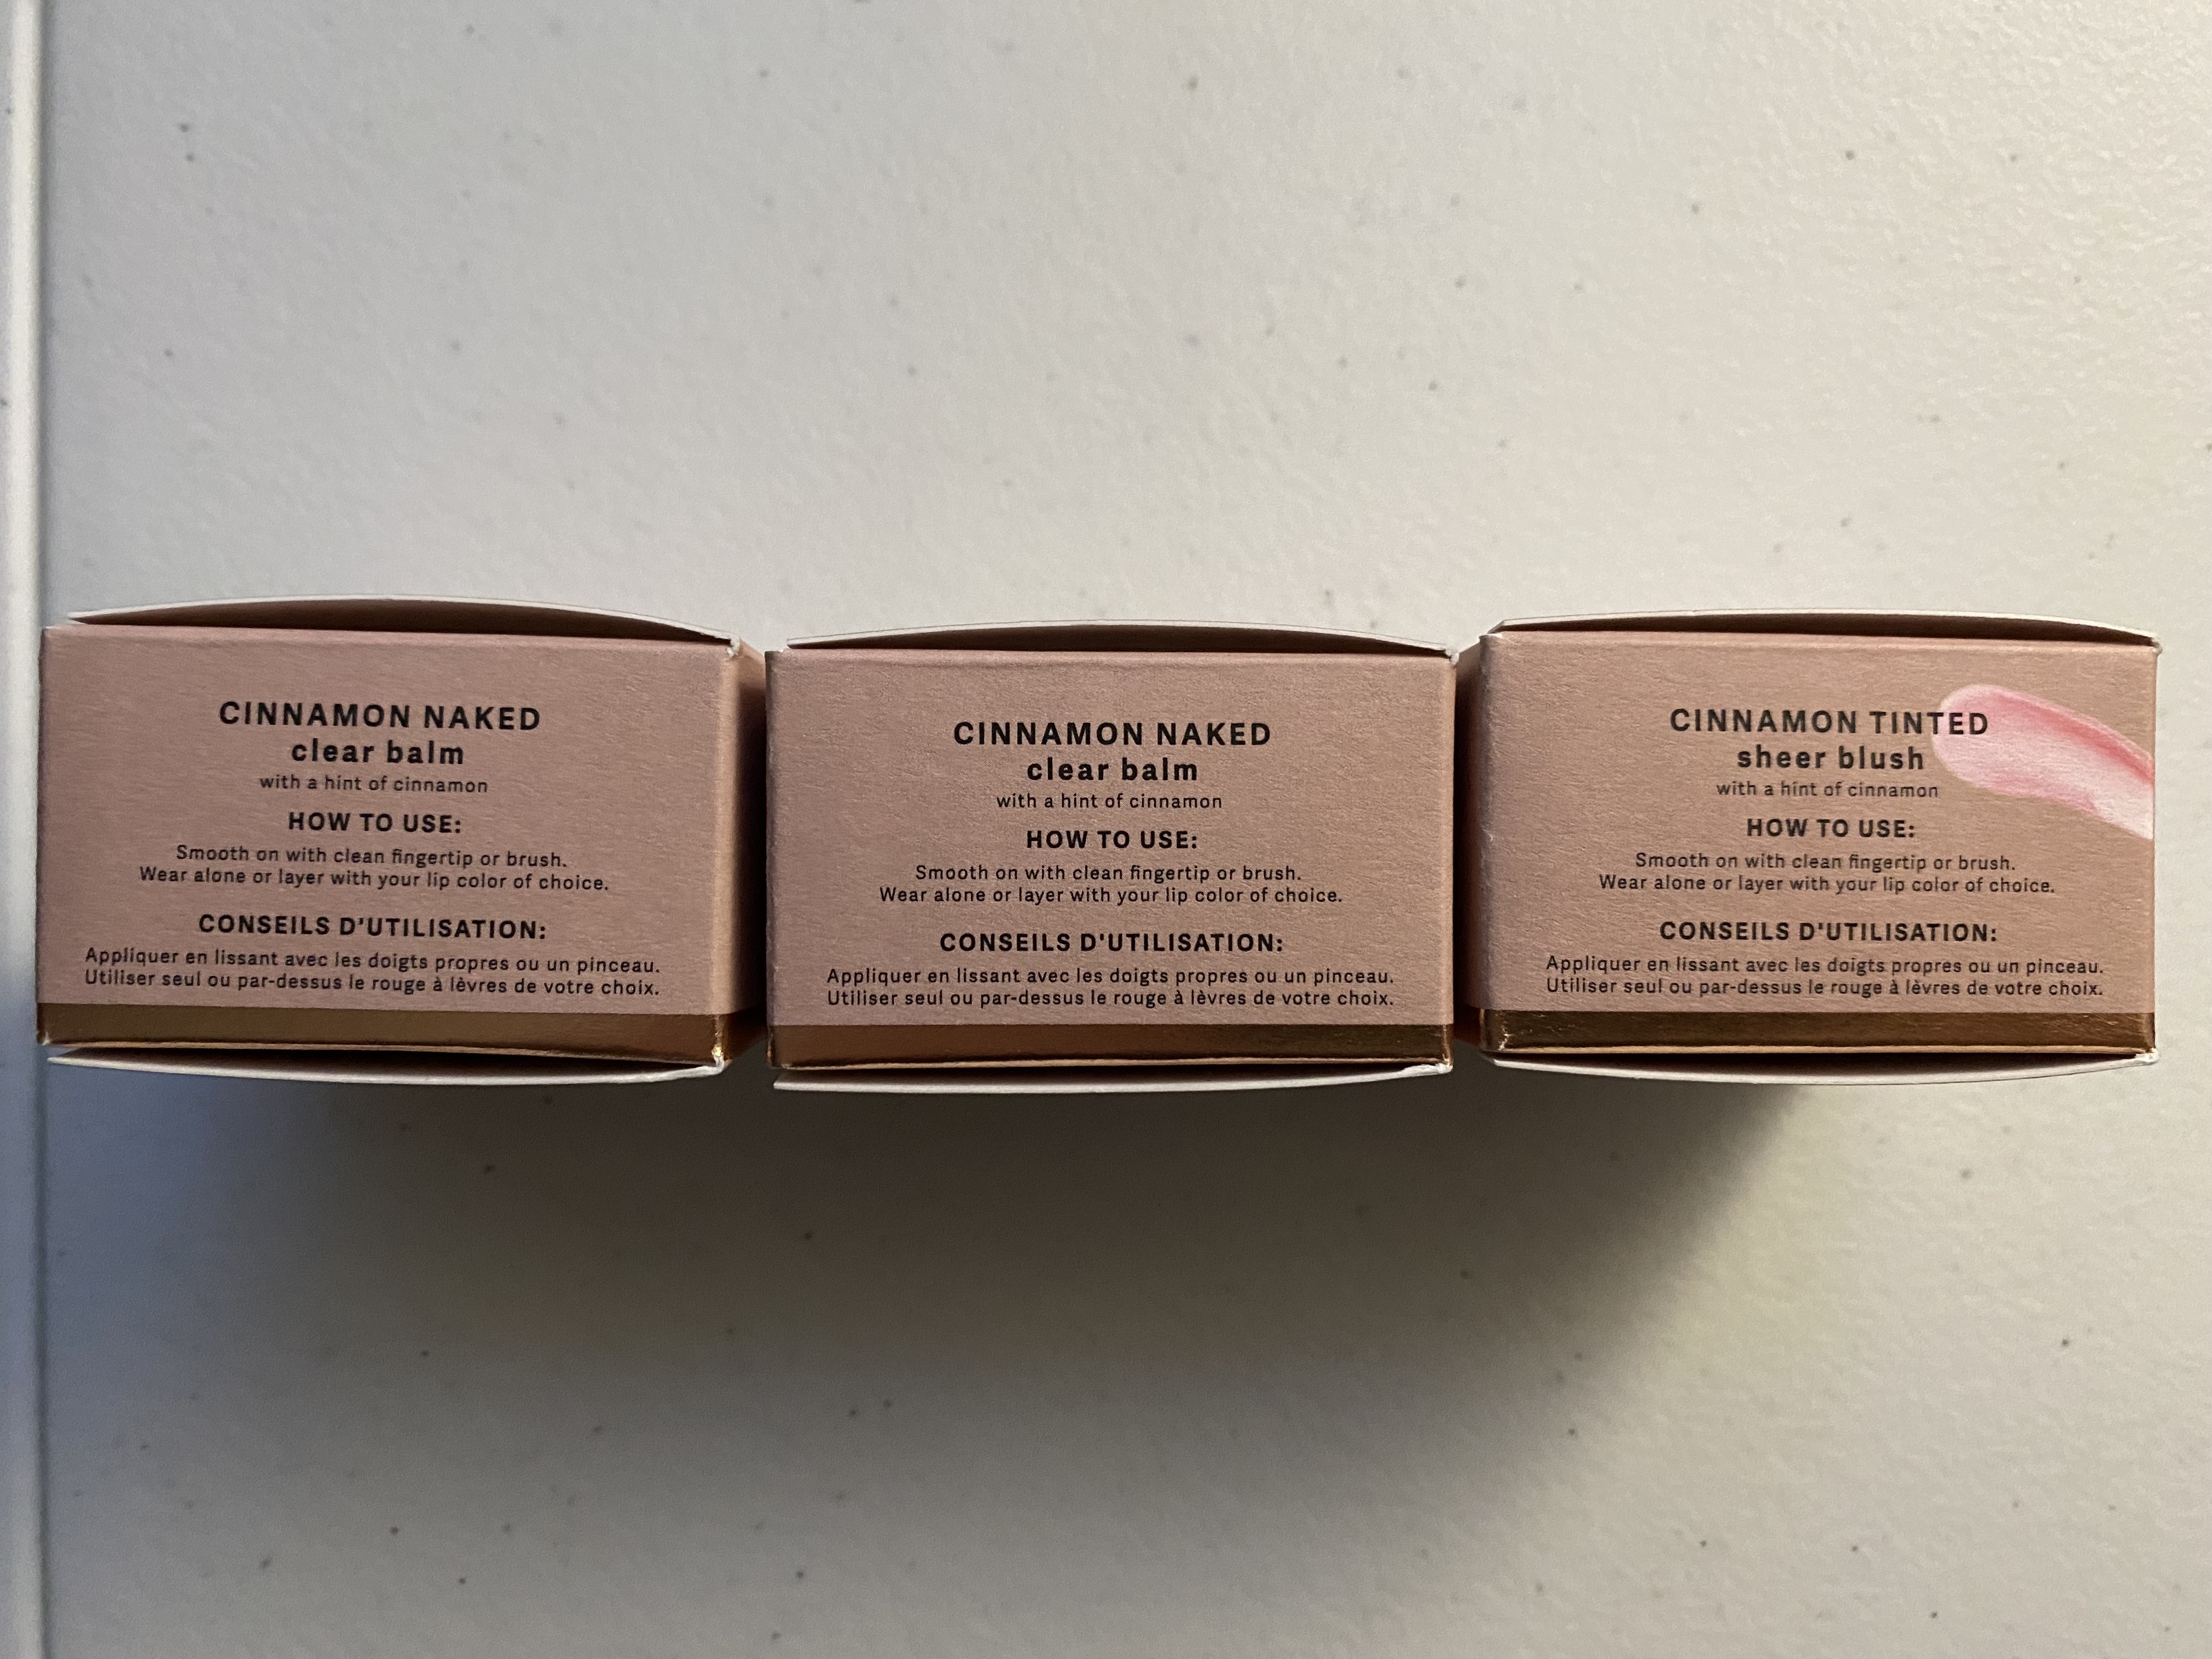 CINNAMON NAKED
clear balm
with a hint of cinnamon
HOW TO USE:
Smooth on with clean fingertip or brush.
Wear alone or layer with your lip color of choice.
CONSEILS D'UTILISATION:
Appliquer en lissant avec les doigts propres ou un pinceau.
Utiliser seul ou par-dessus le rouge à lèvres de votre choix.
CINNAMON NAKED
clear balm
with a hint of cinnamon
HOW TO USE:
Smooth on with clean fingertip or brush.
Wear alone or layer with your lip color of choice.
CONSEILS D'UTILISATION:
Appliquer en lissant avec les doigts propres ou un pinceau.
Utiliser seul ou par-dessus le rouge à lèvres de votre choix.
CINNAMON TINTED
sheer blush
with a hint of cinnamon
HOW TO USE:
Smooth on with clean fingertip or brush.
Wear alone or layer with your lip color of choice.
CONSEILS D'UTILISATION:
Appliquer en lissant avec les doigts propres ou un pinceau.
Utiliser seul ou par-dessus le rouge à lèvres de votre choix.